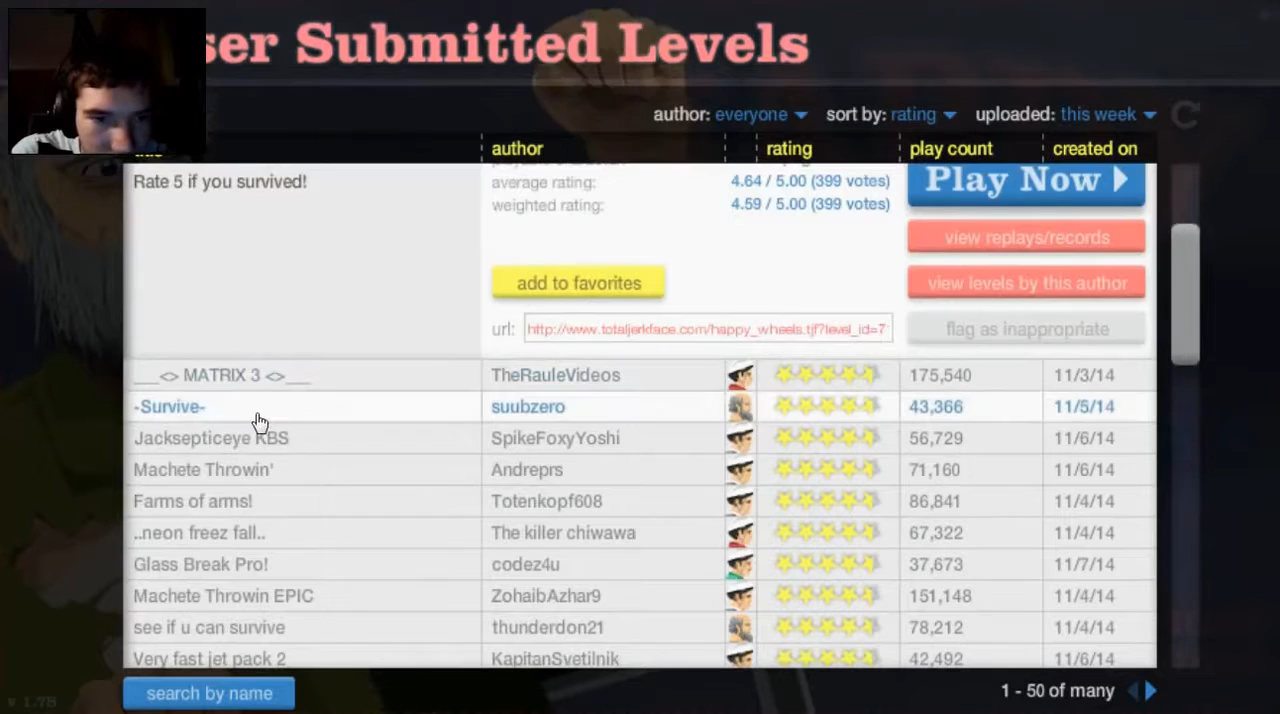 ser Submitted Levels
author: everyone sort by: rating uploaded: this week
author rating play count created on
Rate 5 if you survived!
average rating: 4.64 / 5.00 (399 votes)
weighted rating: 4.59 / 5.00 (399 votes)
Play Now
view replays/records
add to favorites
view levels by this author
url: http://www.totaljerkface.com/happy_wheels.tjf?level_id=7
flag as inappropriate
___<> MATRIX 3 <>___ TheRauleVideos 175,540 11/3/14
-Survive- suubzero 43,366 11/5/14
Jacksepticeye KBS SpikeFoxyYoshi 56,729 11/6/14
Machete Throwin' Andreprs 71,160 11/6/14
Farms of arms! Totenkopf608 86,841 11/4/14
..neon freez fall.. The killer chiwawa 67,322 11/4/14
Glass Break Pro! codez4u 37,673 11/7/14
Machete Throwin EPIC ZohaibAzhar9 151,148 11/4/14
see if u can survive thunderdon21 78,212 11/4/14
Very fast jet pack 2 KapitanSvetilnik 42,492 11/6/14
search by name
1 - 50 of many
v 1.78